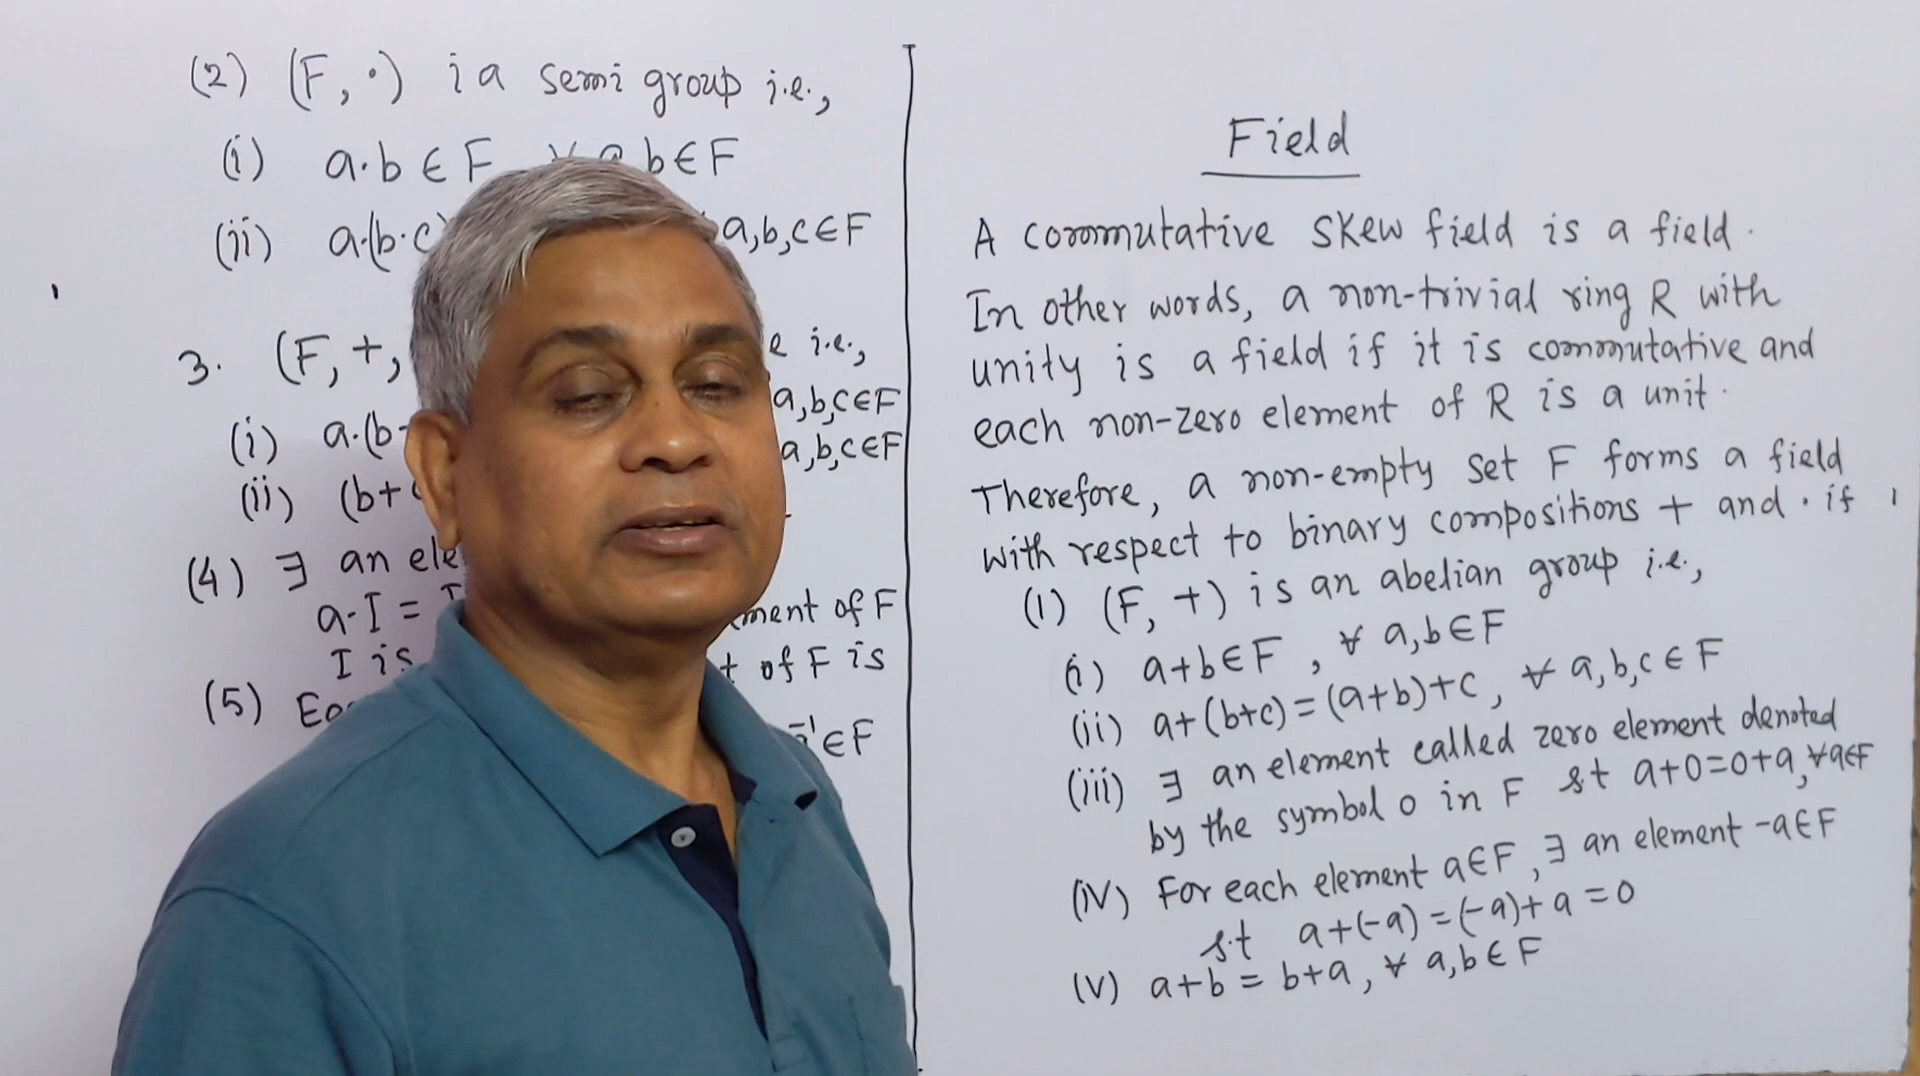 (2) (F, ·) i a semi group i.e.,
(i) a·b ∈ F b∈F
(ii) a·(b·c) a,b,c∈F
3. (F, +, i.e.,
(i) a·(b a,b,c∈F
a,b,c∈F
(ii) (b+
(4) ∃ an
a·I = of F
I is of F is
(5) ∈F
Field
A commutative skew field is a field.
In other words, a non-trivial ring R with
unity is a field if it is commutative and
each non-zero element of R is a unit.
Therefore, a non-empty set F forms a field
with respect to binary compositions + and · if
(1) (F, +) is an abelian group i.e.,
(i) a+b∈F, ∀ a,b∈F
(ii) a+(b+c)=(a+b)+c, ∀ a,b,c∈F
(iii) ∃ an element called zero element denoted
by the symbol 0 in F s.t a+0=0+a, ∀a∈F
(iv) For each element a∈F, ∃ an element -a∈F
s.t a+(-a)=(-a)+a=0
(v) a+b = b+a, ∀ a,b∈F